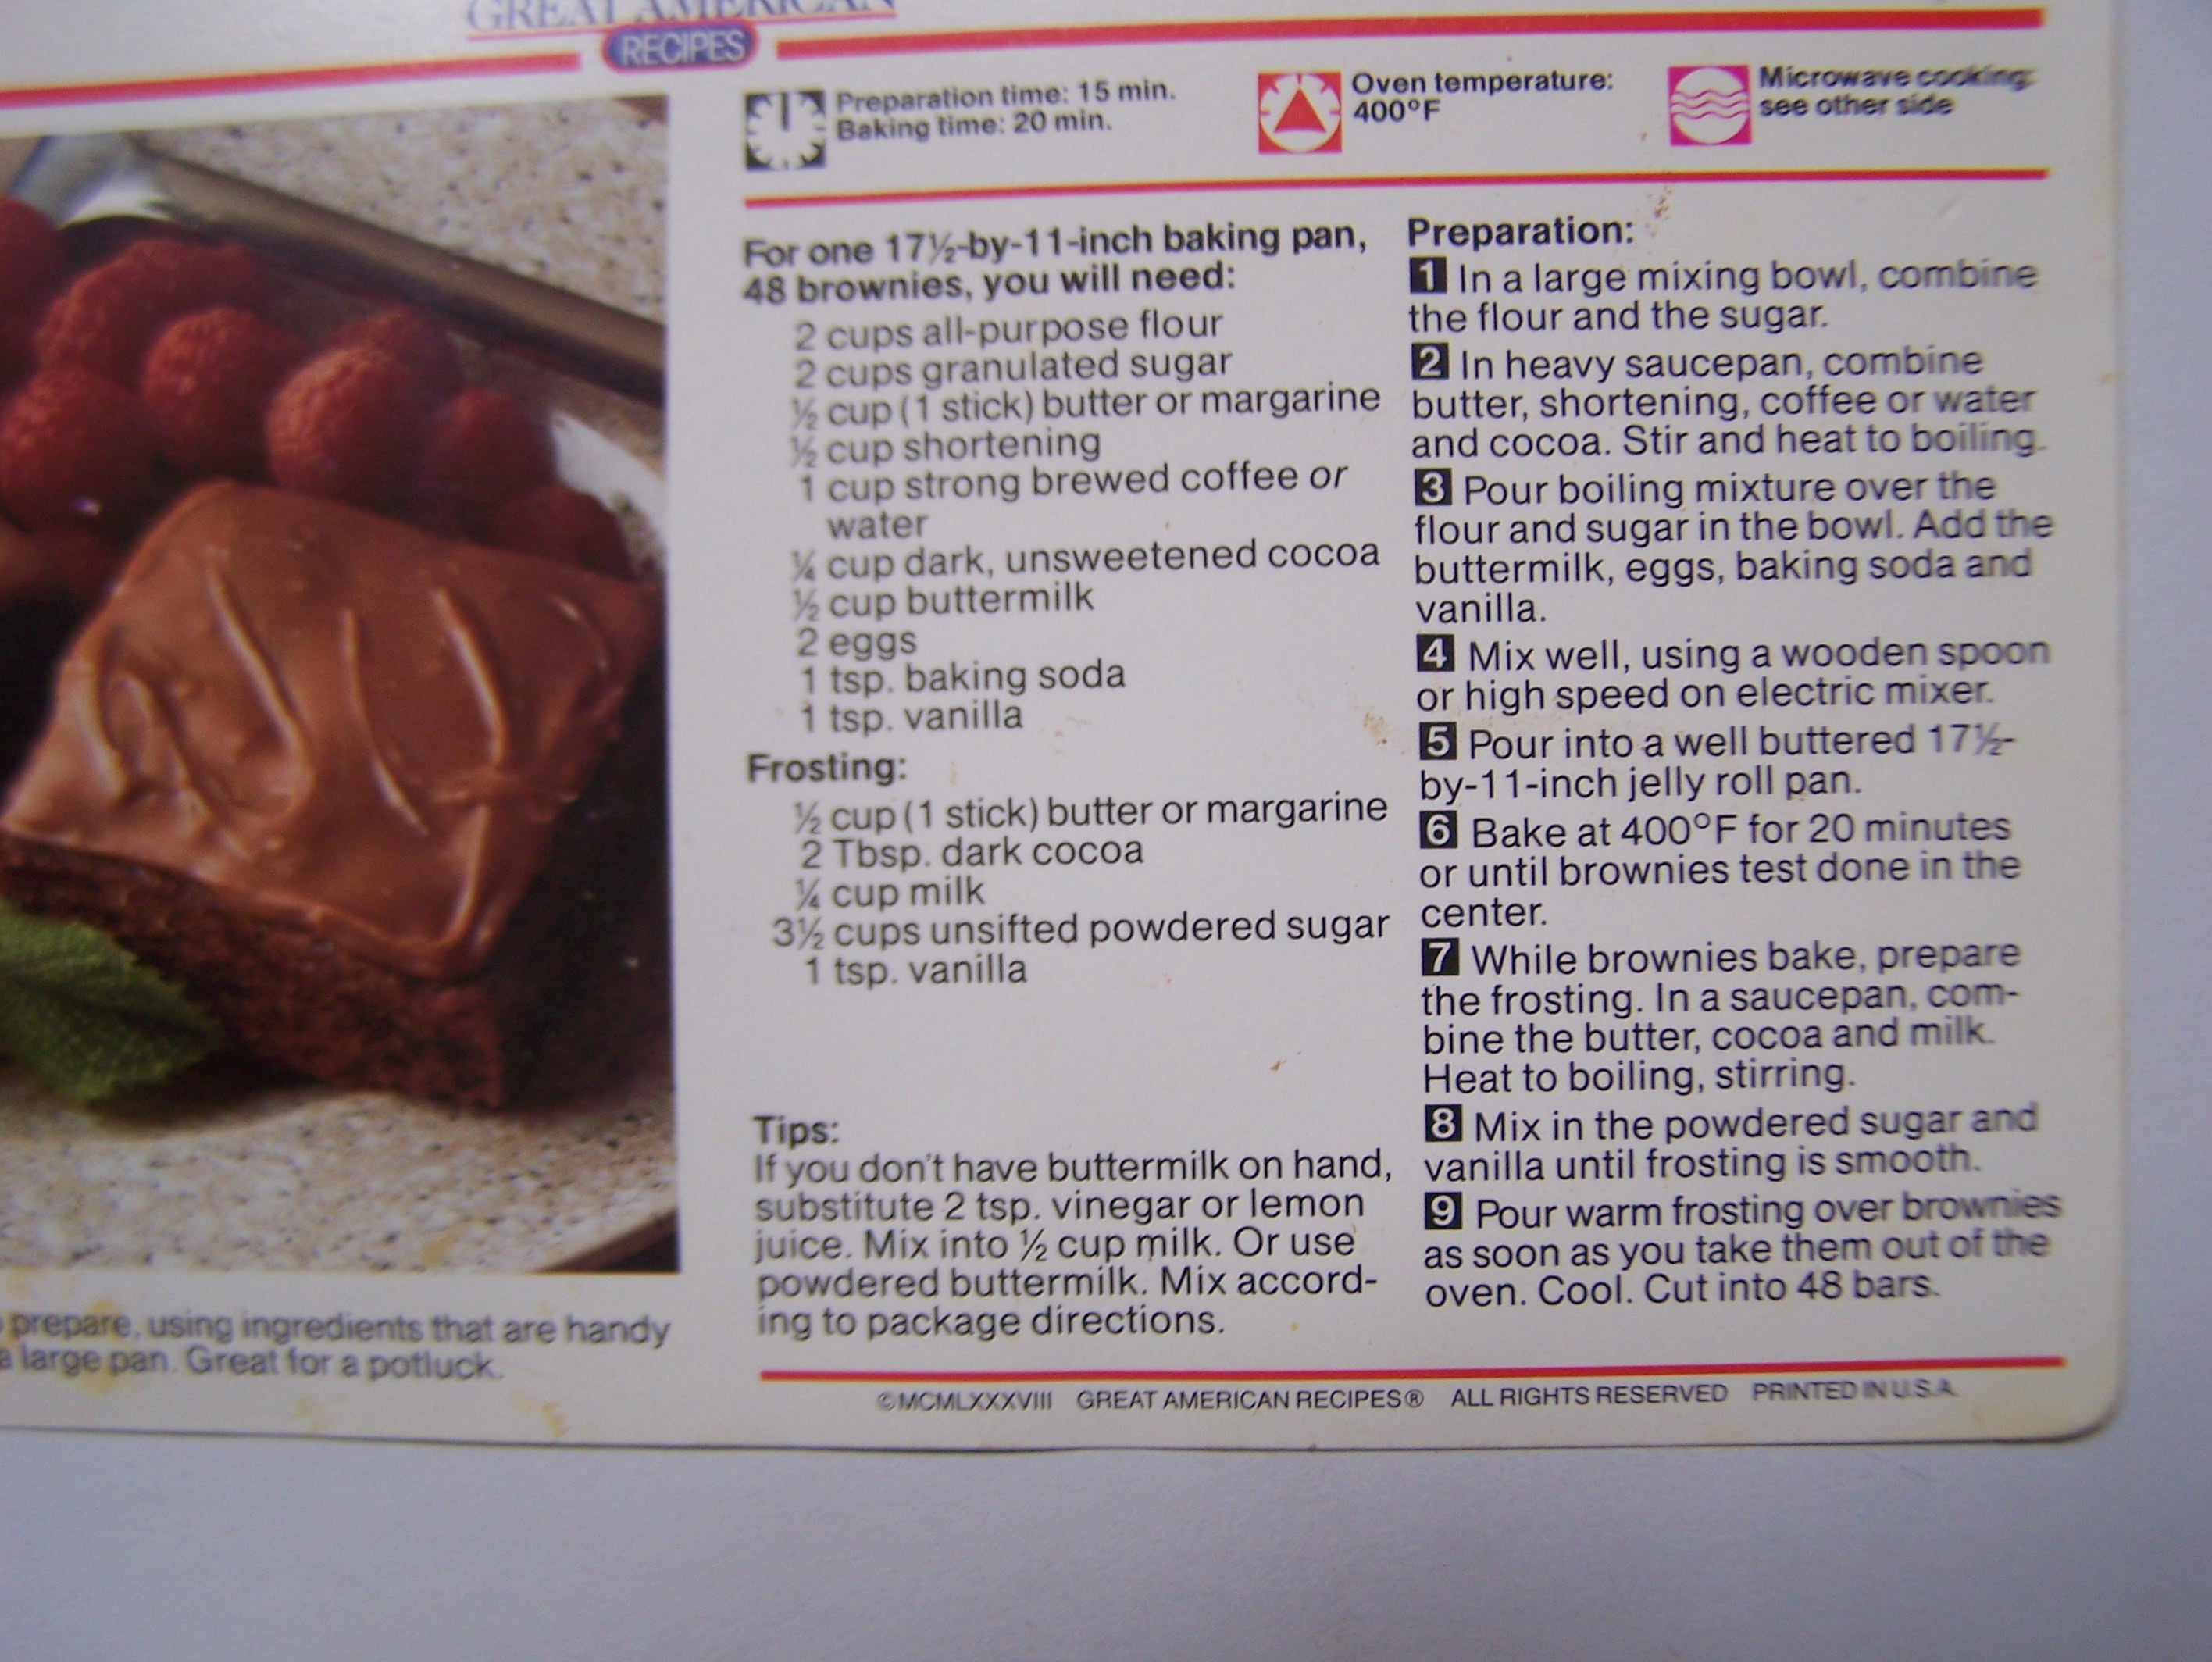 GREAT AMERICAN
RECIPES
Preparation time: 15 min.
Baking time: 20 min.
Oven temperature:
400°F
Microwave cooking:
see other side
For one 17½-by-11-inch baking pan,
48 brownies, you will need:
2 cups all-purpose flour
2 cups granulated sugar
½ cup (1 stick) butter or margarine
½ cup shortening
1 cup strong brewed coffee or
water
¼ cup dark, unsweetened cocoa
½ cup buttermilk
2 eggs
1 tsp. baking soda
1 tsp. vanilla
Frosting:
½ cup (1 stick) butter or margarine
2 Tbsp. dark cocoa
¼ cup milk
3½ cups unsifted powdered sugar
1 tsp. vanilla
Tips:
If you don't have buttermilk on hand,
substitute 2 tsp. vinegar or lemon
juice. Mix into ½ cup milk. Or use
powdered buttermilk. Mix accord-
ing to package directions.
Preparation:
1 In a large mixing bowl, combine
the flour and the sugar.
2 In heavy saucepan, combine
butter, shortening, coffee or water
and cocoa. Stir and heat to boiling.
3 Pour boiling mixture over the
flour and sugar in the bowl. Add the
buttermilk, eggs, baking soda and
vanilla.
4 Mix well, using a wooden spoon
or high speed on electric mixer.
5 Pour into a well buttered 17½-
by-11-inch jelly roll pan.
6 Bake at 400°F for 20 minutes
or until brownies test done in the
center.
7 While brownies bake, prepare
the frosting. In a saucepan, com-
bine the butter, cocoa and milk.
Heat to boiling, stirring.
8 Mix in the powdered sugar and
vanilla until frosting is smooth.
9 Pour warm frosting over brownies
as soon as you take them out of the
oven. Cool. Cut into 48 bars.
prepare, using ingredients that are handy
a large pan. Great for a potluck.
©MCMLXXXVIII GREAT AMERICAN RECIPES® ALL RIGHTS RESERVED PRINTED IN U.S.A.